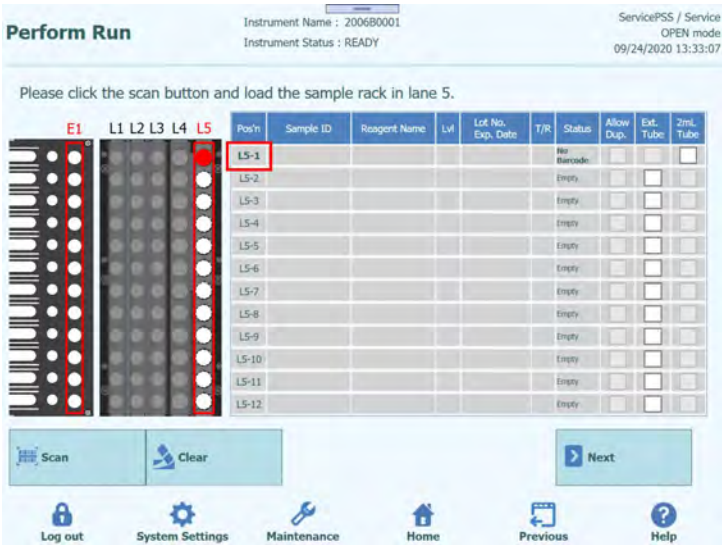 Perform Run
Instrument Name : 2006B0001
Instrument Status : READY
ServicePSS / Service
OPEN mode
09/24/2020 13:33:07
Please click the scan button and load the sample rack in lane 5.
E1 L1 L2 L3 L4 L5
Pos'n Sample ID Reagent Name Lvl Lot No. Exp. Date T/R Status Allow Dup. Ext. Tube 2mL Tube
L5-1 No Barcode
L5-2 Empty
L5-3 Empty
L5-4 Empty
L5-5 Empty
L5-6 Empty
L5-7 Empty
L5-8 Empty
L5-9 Empty
L5-10 Empty
L5-11 Empty
L5-12 Empty
Scan Clear Next
Log out System Settings Maintenance Home Previous Help